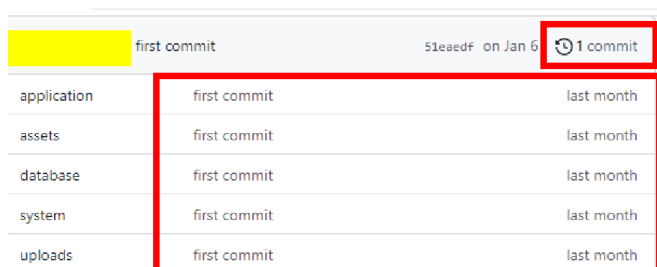 first commit 51eaedf on Jan 6 1 commit
application first commit last month
assets first commit last month
database first commit last month
system first commit last month
uploads first commit last month